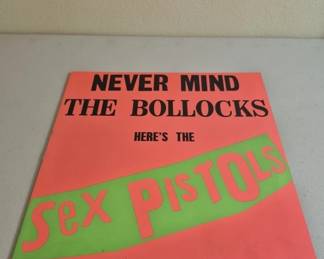 NEVER MIND
THE BOLLOCKS
HERE'S THE
Sex PISTOLS